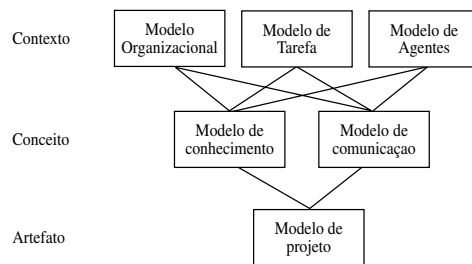 Contexto
Modelo
Organizacional
Modelo de
Tarefa
Modelo de
Agentes
Conceito
Modelo de
conhecimento
Modelo de
comunicaçao
Artefato
Modelo de
projeto